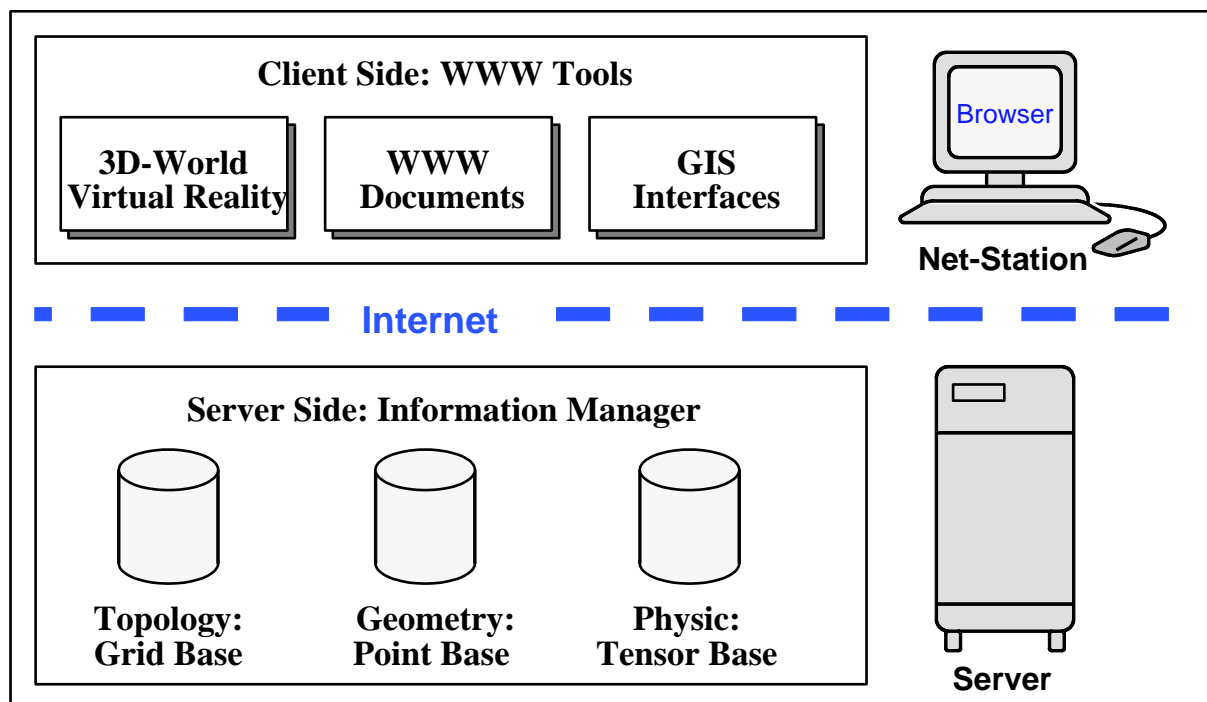 Client Side: WWW Tools
3D-World
Virtual Reality
WWW
Documents
GIS
Interfaces
Browser
Net-Station
Internet
Server Side: Information Manager
Topology:
Grid Base
Geometry:
Point Base
Physic:
Tensor Base
Server